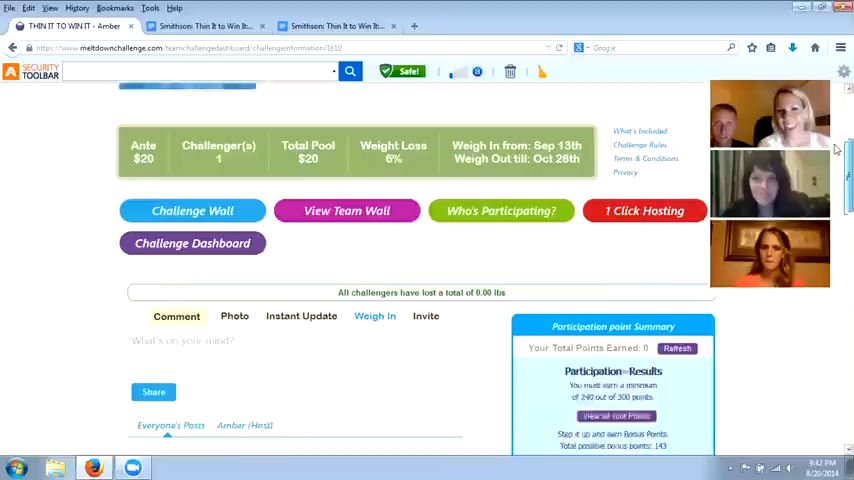 File Edit View History Bookmarks Tools Help
THIN IT TO WIN IT - Amber
Smithson: Thin It to Win It:...
Smithson: Thin It to Win It:...
https://www.meltdownchallenge.com/teamchallengedashboard/challengeinformation/1610
Google
SECURITY TOOLBAR
Safe!
Ante
$20
Challenger(s)
1
Total Pool
$20
Weight Loss
6%
Weigh In from: Sep 13th
Weigh Out till: Oct 26th
What's Included
Challenge Rules
Terms & Conditions
Privacy
Challenge Wall
View Team Wall
Who's Participating?
1 Click Hosting
Challenge Dashboard
All challengers have lost a total of 0.00 lbs
Comment Photo Instant Update Weigh In Invite
What's on your mind?
Share
Everyone's Posts Amber (Host)
Participation point Summary
Your Total Points Earned: 0 Refresh
Participation Results
You must earn a minimum
of 240 out of 300 points.
View all Your Points
Step it up and earn Bonus Points.
Total possible bonus points: 143
9:42 PM
8/20/2014